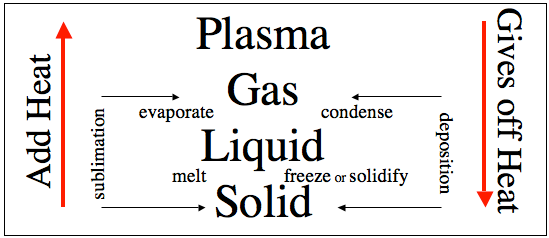 Plasma
Gas
evaporate
condense
Liquid
melt
freeze or solidify
Solid
Add Heat
sublimation
deposition
Gives off Heat